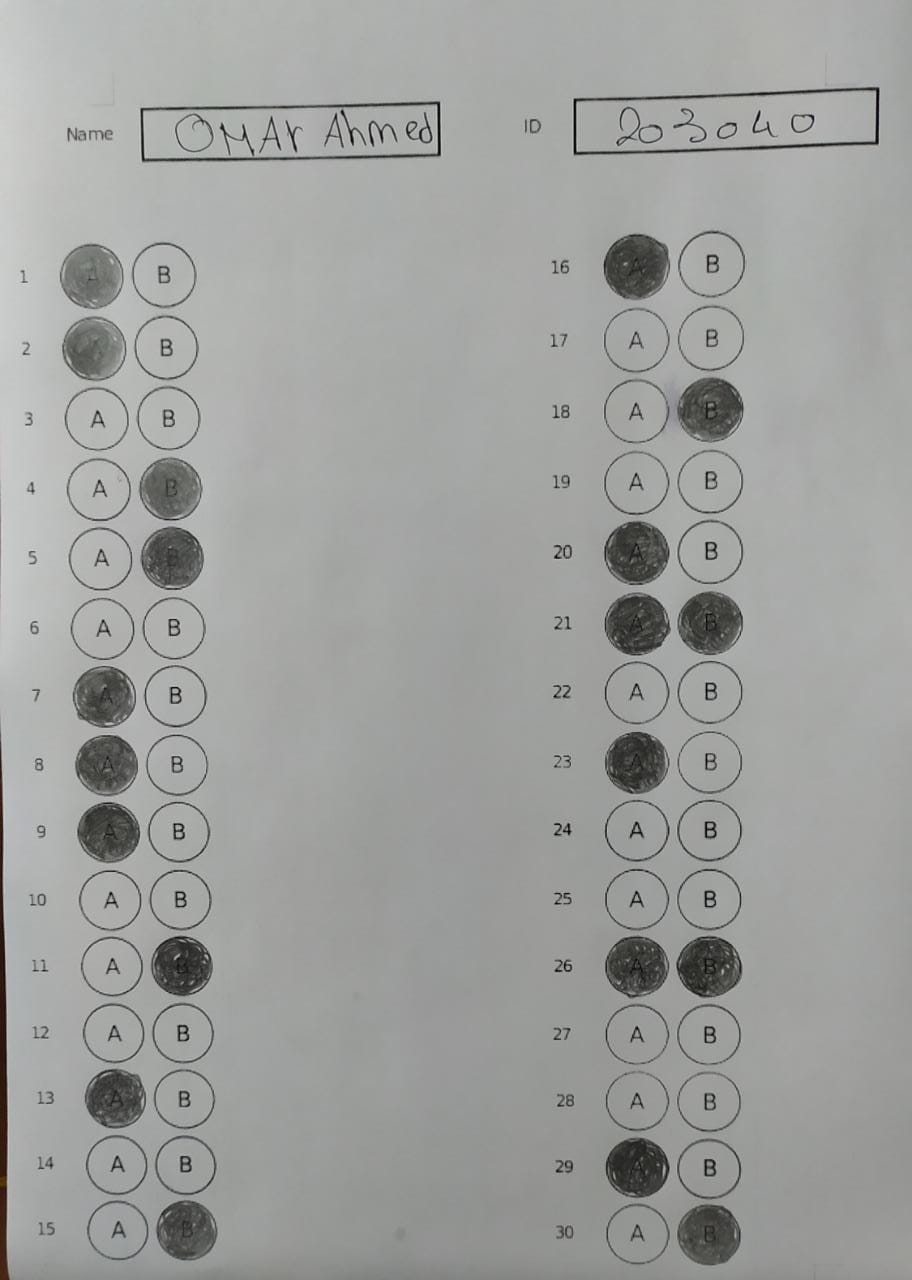 Name OMAr Ahmed ID 203040
1 A B 16 A B
2 A B 17 A B
3 A B 18 A B
4 A B 19 A B
5 A B 20 A B
6 A B 21 A B
7 A B 22 A B
8 A B 23 A B
9 A B 24 A B
10 A B 25 A B
11 A B 26 A B
12 A B 27 A B
13 A B 28 A B
14 A B 29 A B
15 A B 30 A B